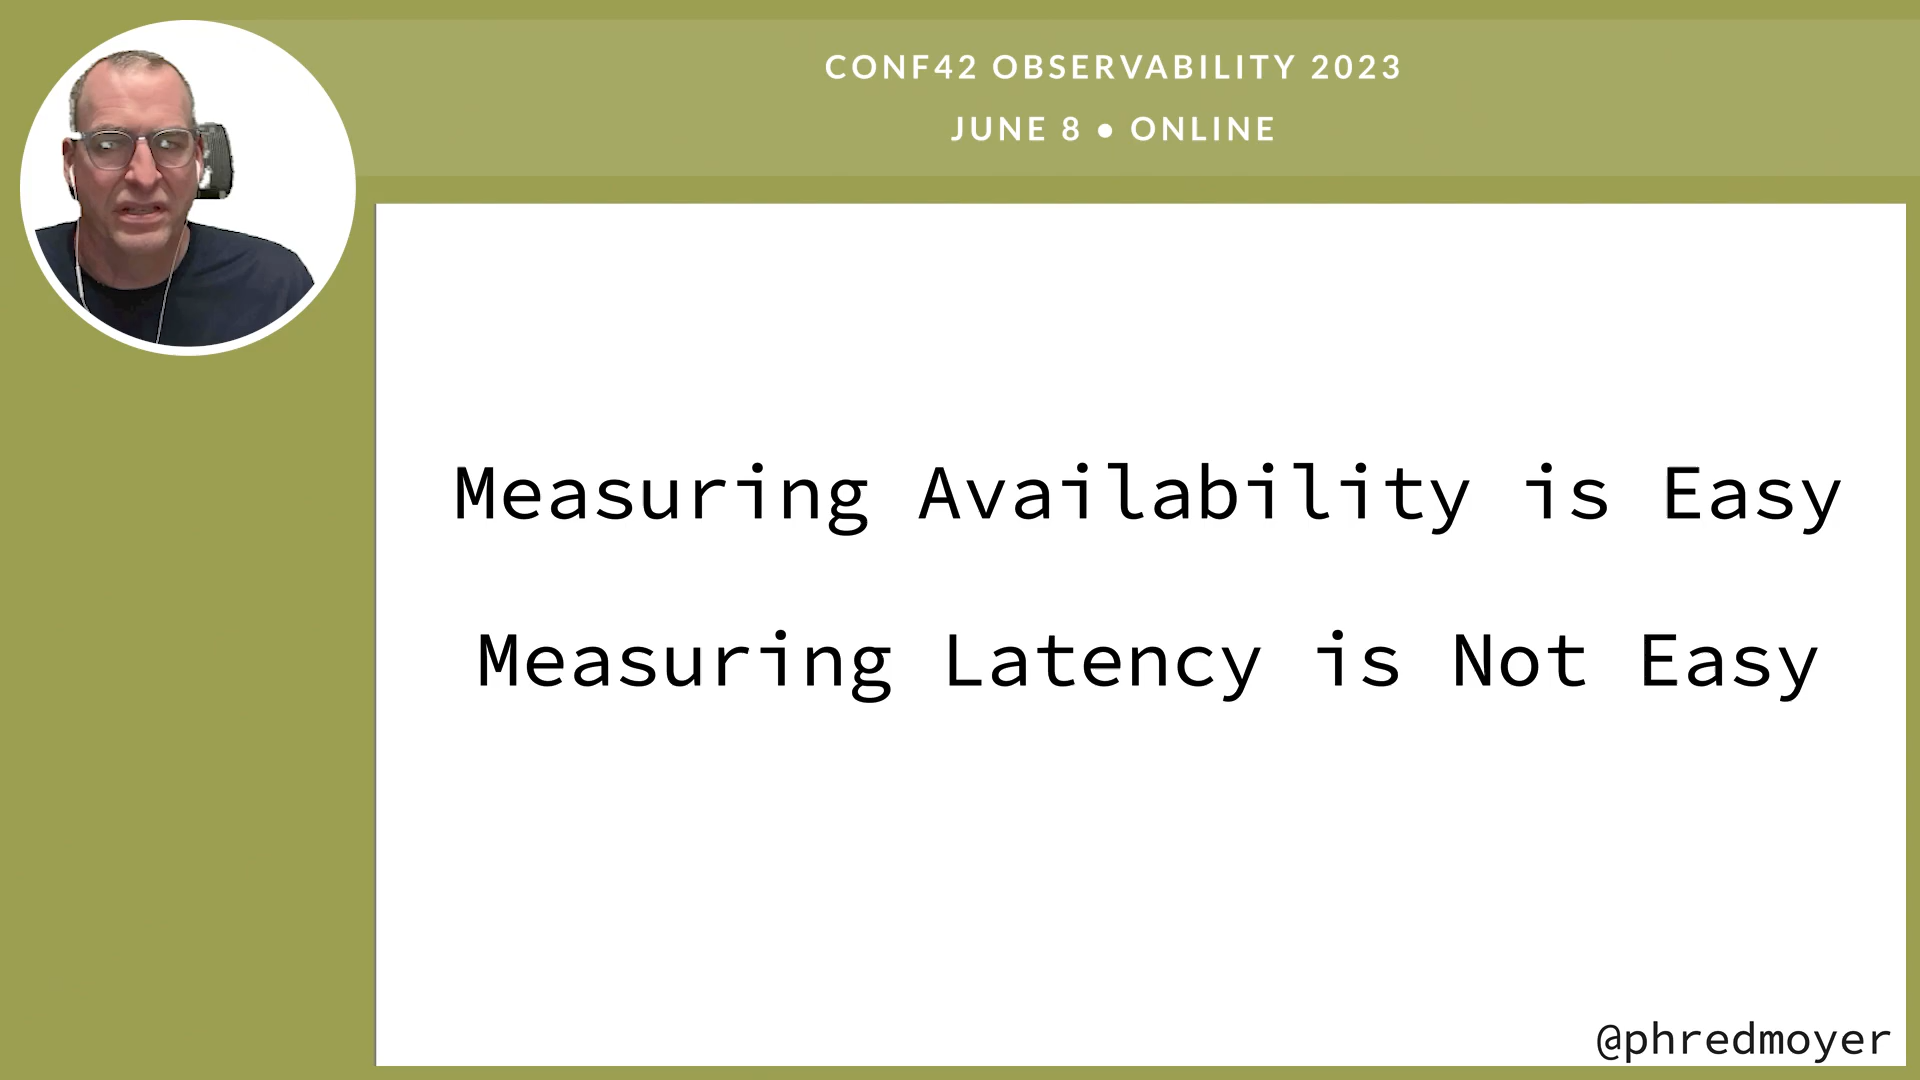 CONF42 OBSERVABILITY 2023
JUNE 8 • ONLINE
Measuring Availability is Easy
Measuring Latency is Not Easy
@phredmoyer